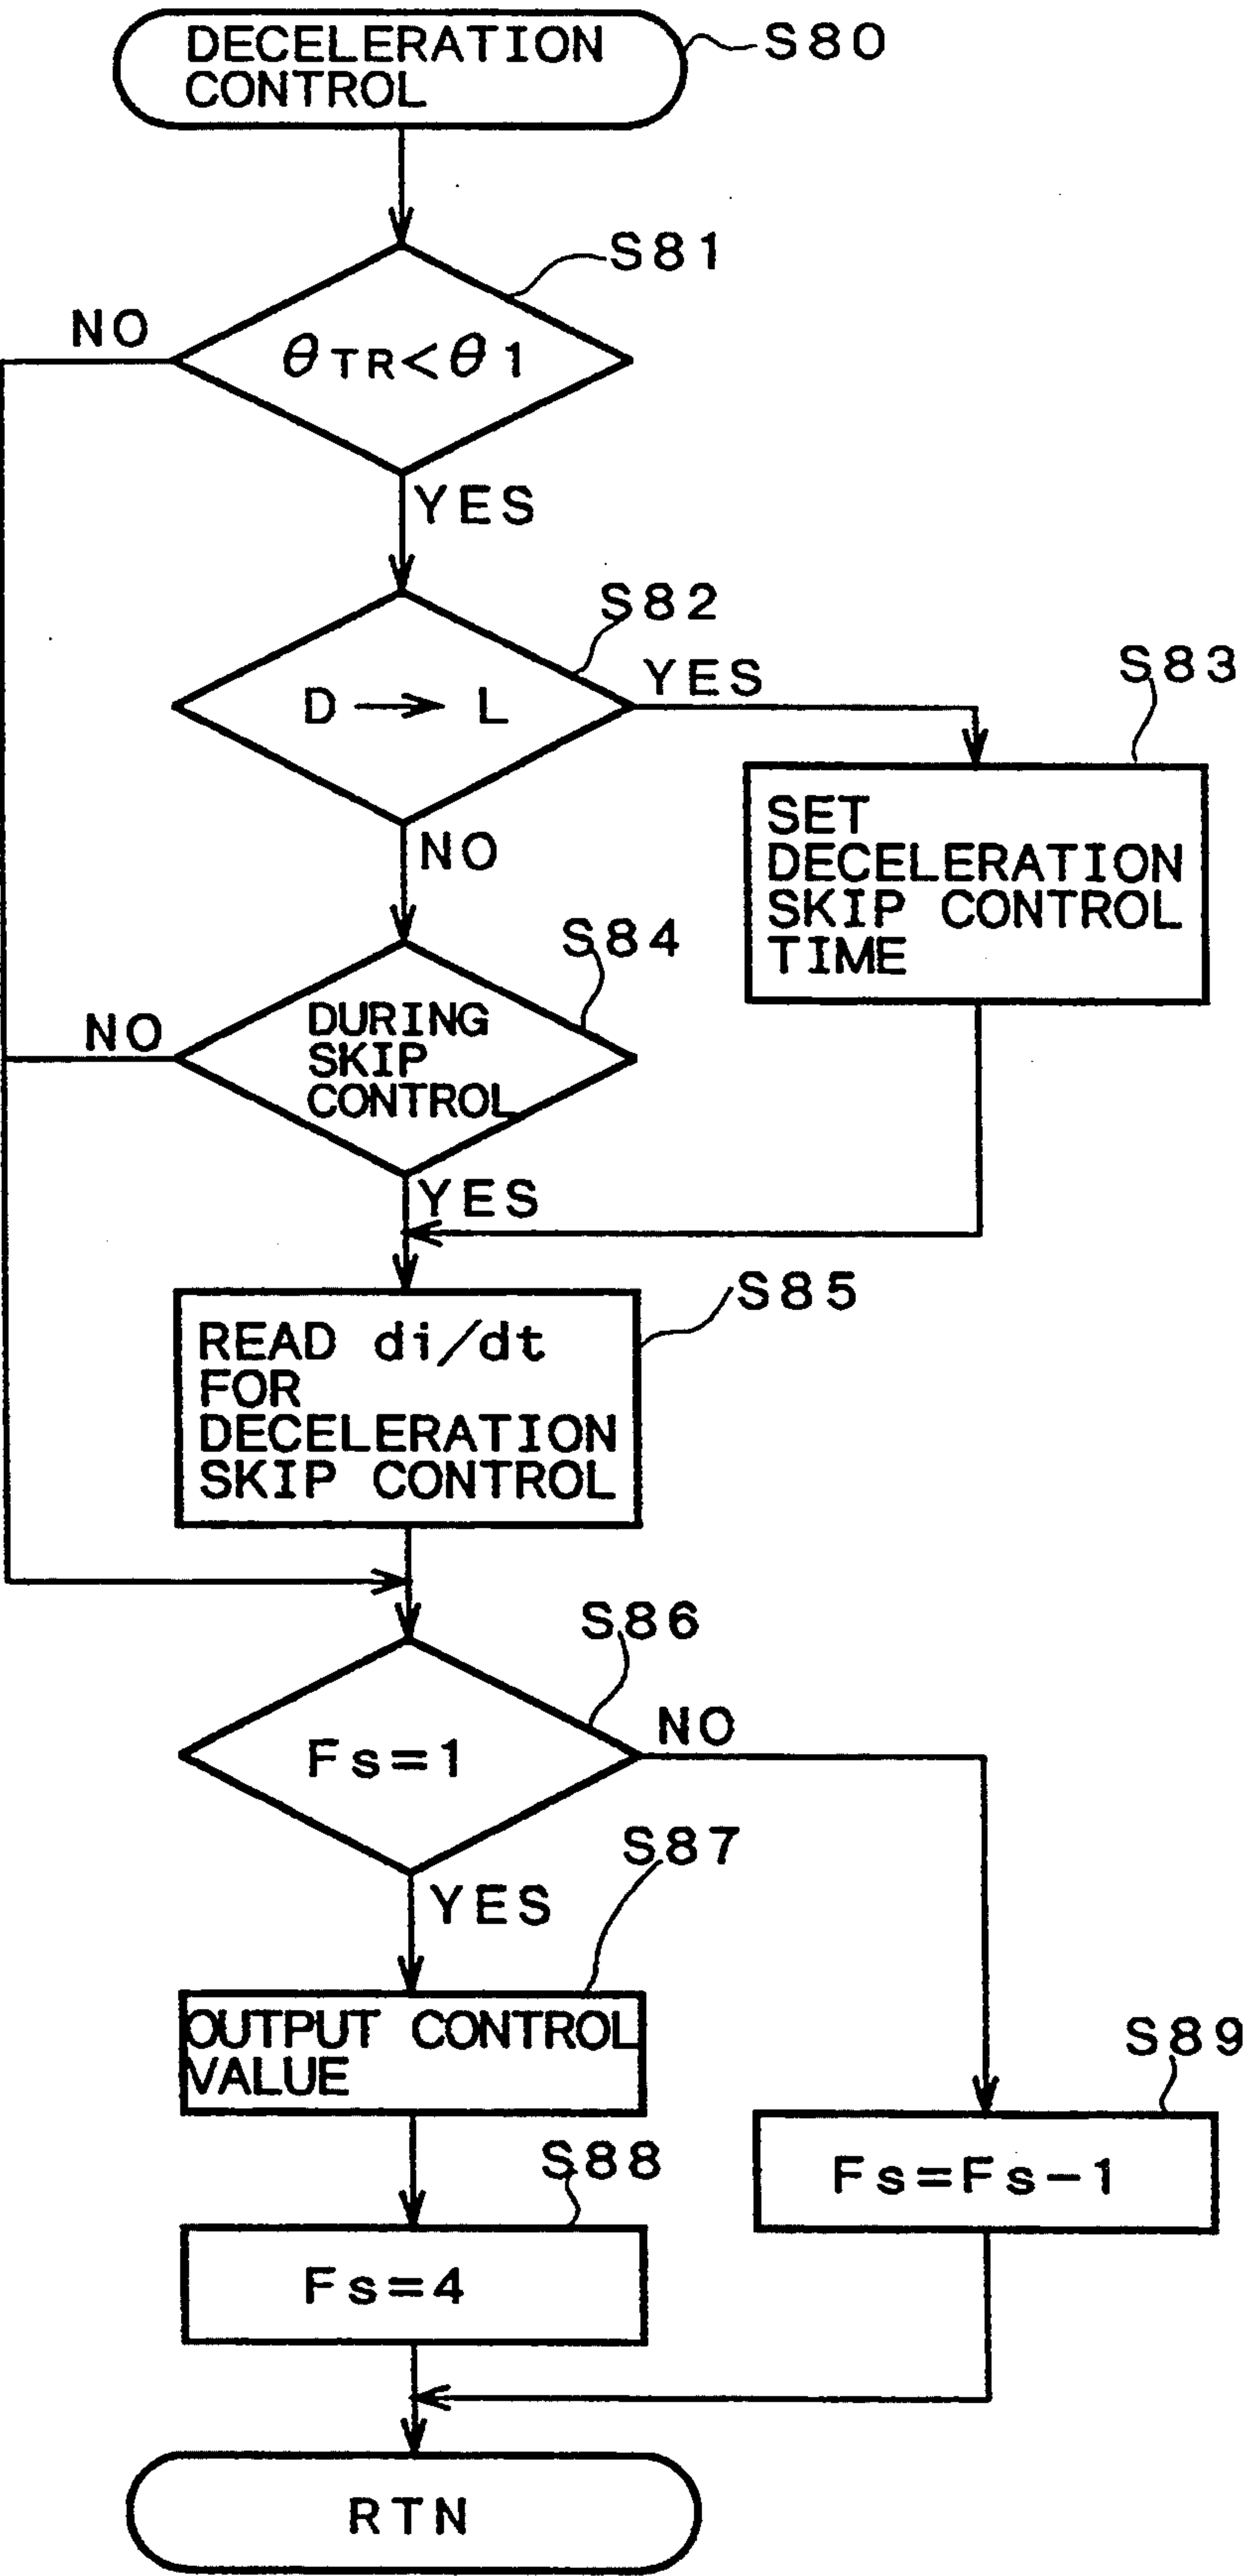 DECELERATION
CONTROL
S80
S81
NO
θTR<θ1
YES
S82
D → L
YES
S83
SET
DECELERATION
SKIP CONTROL
TIME
NO
S84
NO
DURING
SKIP
CONTROL
YES
S85
READ di/dt
FOR
DECELERATION
SKIP CONTROL
S86
Fs=1
NO
S87
YES
OUTPUT CONTROL
VALUE
S89
Fs=Fs-1
S88
Fs=4
RTN